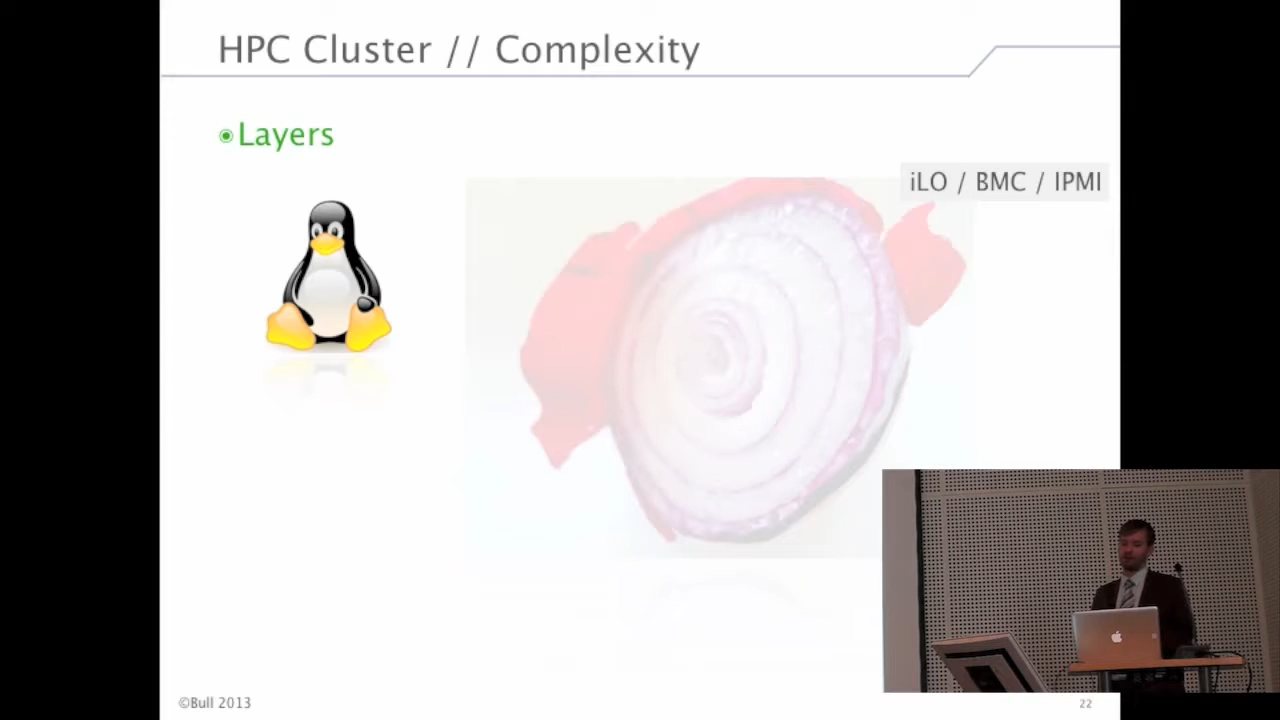 HPC Cluster // Complexity
Layers
iLO / BMC / IPMI
©Bull 2013
22